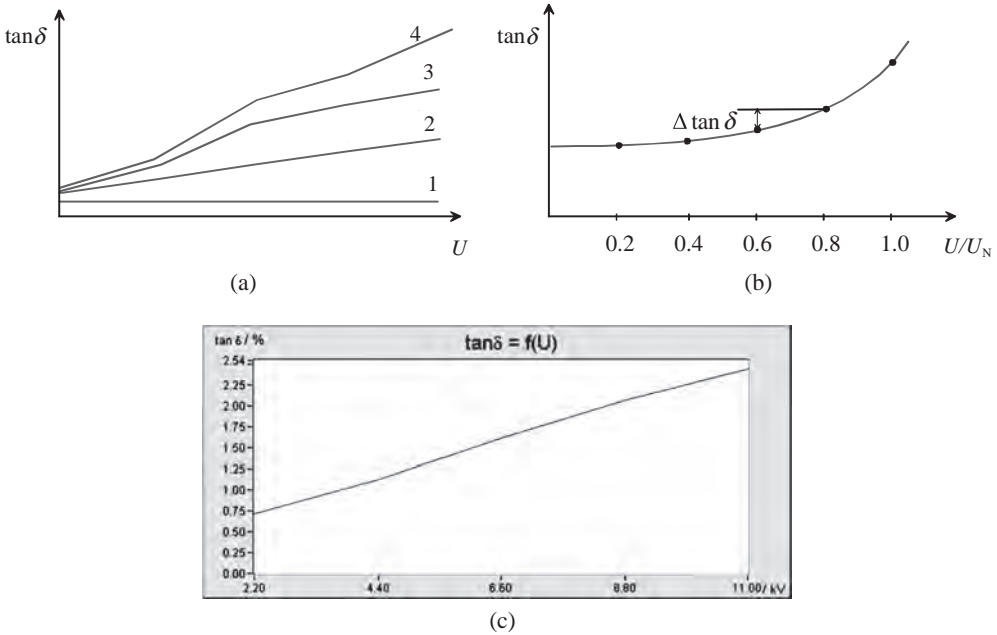 tanδ
4
3
2
1
U
(a)
tanδ
Δ tan δ
0.2 0.4 0.6 0.8 1.0 U/U_N
(b)
tanδ = f(U)
tan δ / %
2.54
2.25
2.00
1.75
1.50
1.25
1.00
0.75
0.50
0.25
0.00
2.20 4.40 6.60 8.80 11.00 / kV
(c)